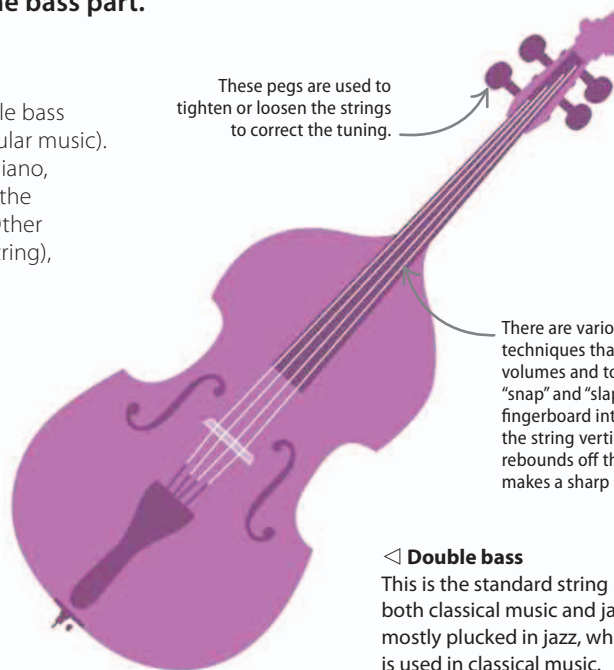 e bass part.
le bass
ular music).
iano,
the
ther
tring),
These pegs are used to
tighten or loosen the strings
to correct the tuning.
There are vario
techniques tha
volumes and to
“snap” and “slap
fingerboard int
the string verti
rebounds off th
makes a sharp
◁ Double bass
This is the standard string
both classical music and ja
mostly plucked in jazz, wh
is used in classical music.